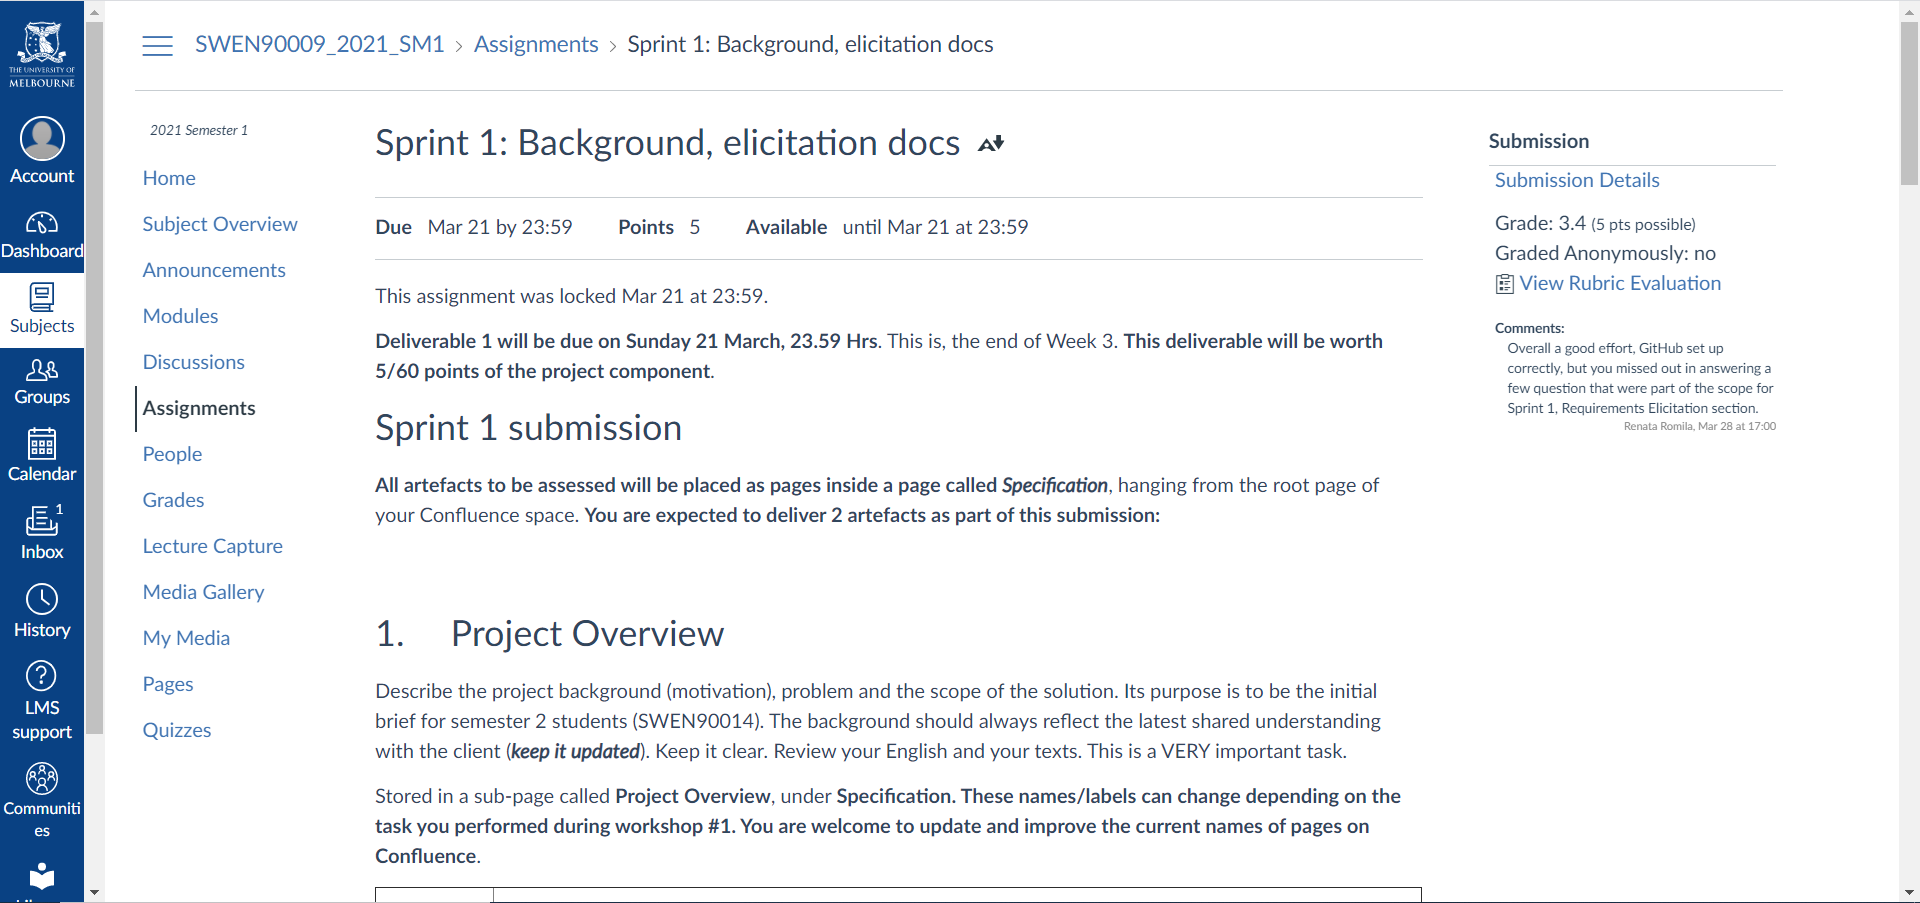 THE UNIVERSITY OF
MELBOURNE
Account
Dashboard
Subjects
Groups
Calendar
1
Inbox
History
LMS
support
Communiti
es
SWEN90009_2021_SM1 > Assignments > Sprint 1: Background, elicitation docs
2021 Semester 1
Home
Subject Overview
Announcements
Modules
Discussions
Assignments
People
Grades
Lecture Capture
Media Gallery
My Media
Pages
Quizzes
Sprint 1: Background, elicitation docs
Due Mar 21 by 23:59 Points 5 Available until Mar 21 at 23:59
This assignment was locked Mar 21 at 23:59.
Deliverable 1 will be due on Sunday 21 March, 23.59 Hrs. This is, the end of Week 3. This deliverable will be worth
5/60 points of the project component.
Sprint 1 submission
All artefacts to be assessed will be placed as pages inside a page called Specification, hanging from the root page of
your Confluence space. You are expected to deliver 2 artefacts as part of this submission:
1. Project Overview
Describe the project background (motivation), problem and the scope of the solution. Its purpose is to be the initial
brief for semester 2 students (SWEN90014). The background should always reflect the latest shared understanding
with the client (keep it updated). Keep it clear. Review your English and your texts. This is a VERY important task.
Stored in a sub-page called Project Overview, under Specification. These names/labels can change depending on the
task you performed during workshop #1. You are welcome to update and improve the current names of pages on
Confluence.
Submission
Submission Details
Grade: 3.4 (5 pts possible)
Graded Anonymously: no
View Rubric Evaluation
Comments:
Overall a good effort, GitHub set up
correctly, but you missed out in answering a
few question that were part of the scope for
Sprint 1, Requirements Elicitation section.
Renata Romila, Mar 28 at 17:00